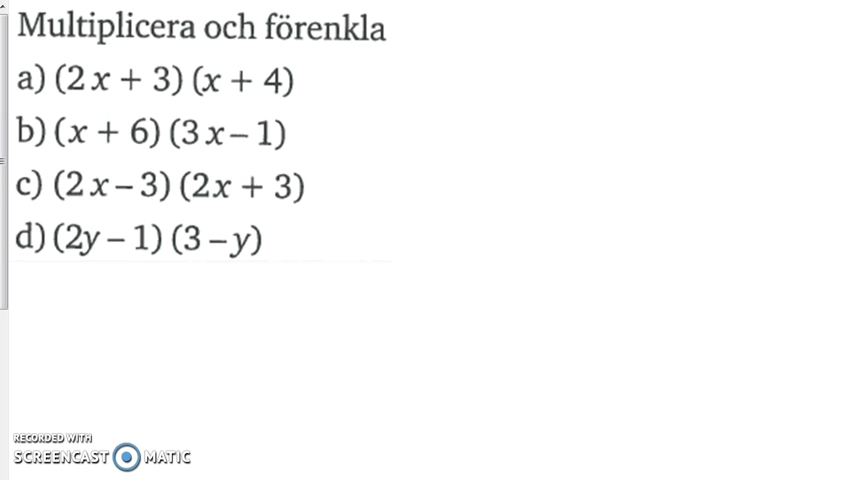 Multiplicera och förenkla
a) (2x + 3) (x + 4)
b) (x + 6) (3x – 1)
c) (2x – 3) (2x + 3)
d) (2y – 1) (3 – y)
RECORDED WITH
SCREENCAST MATIC